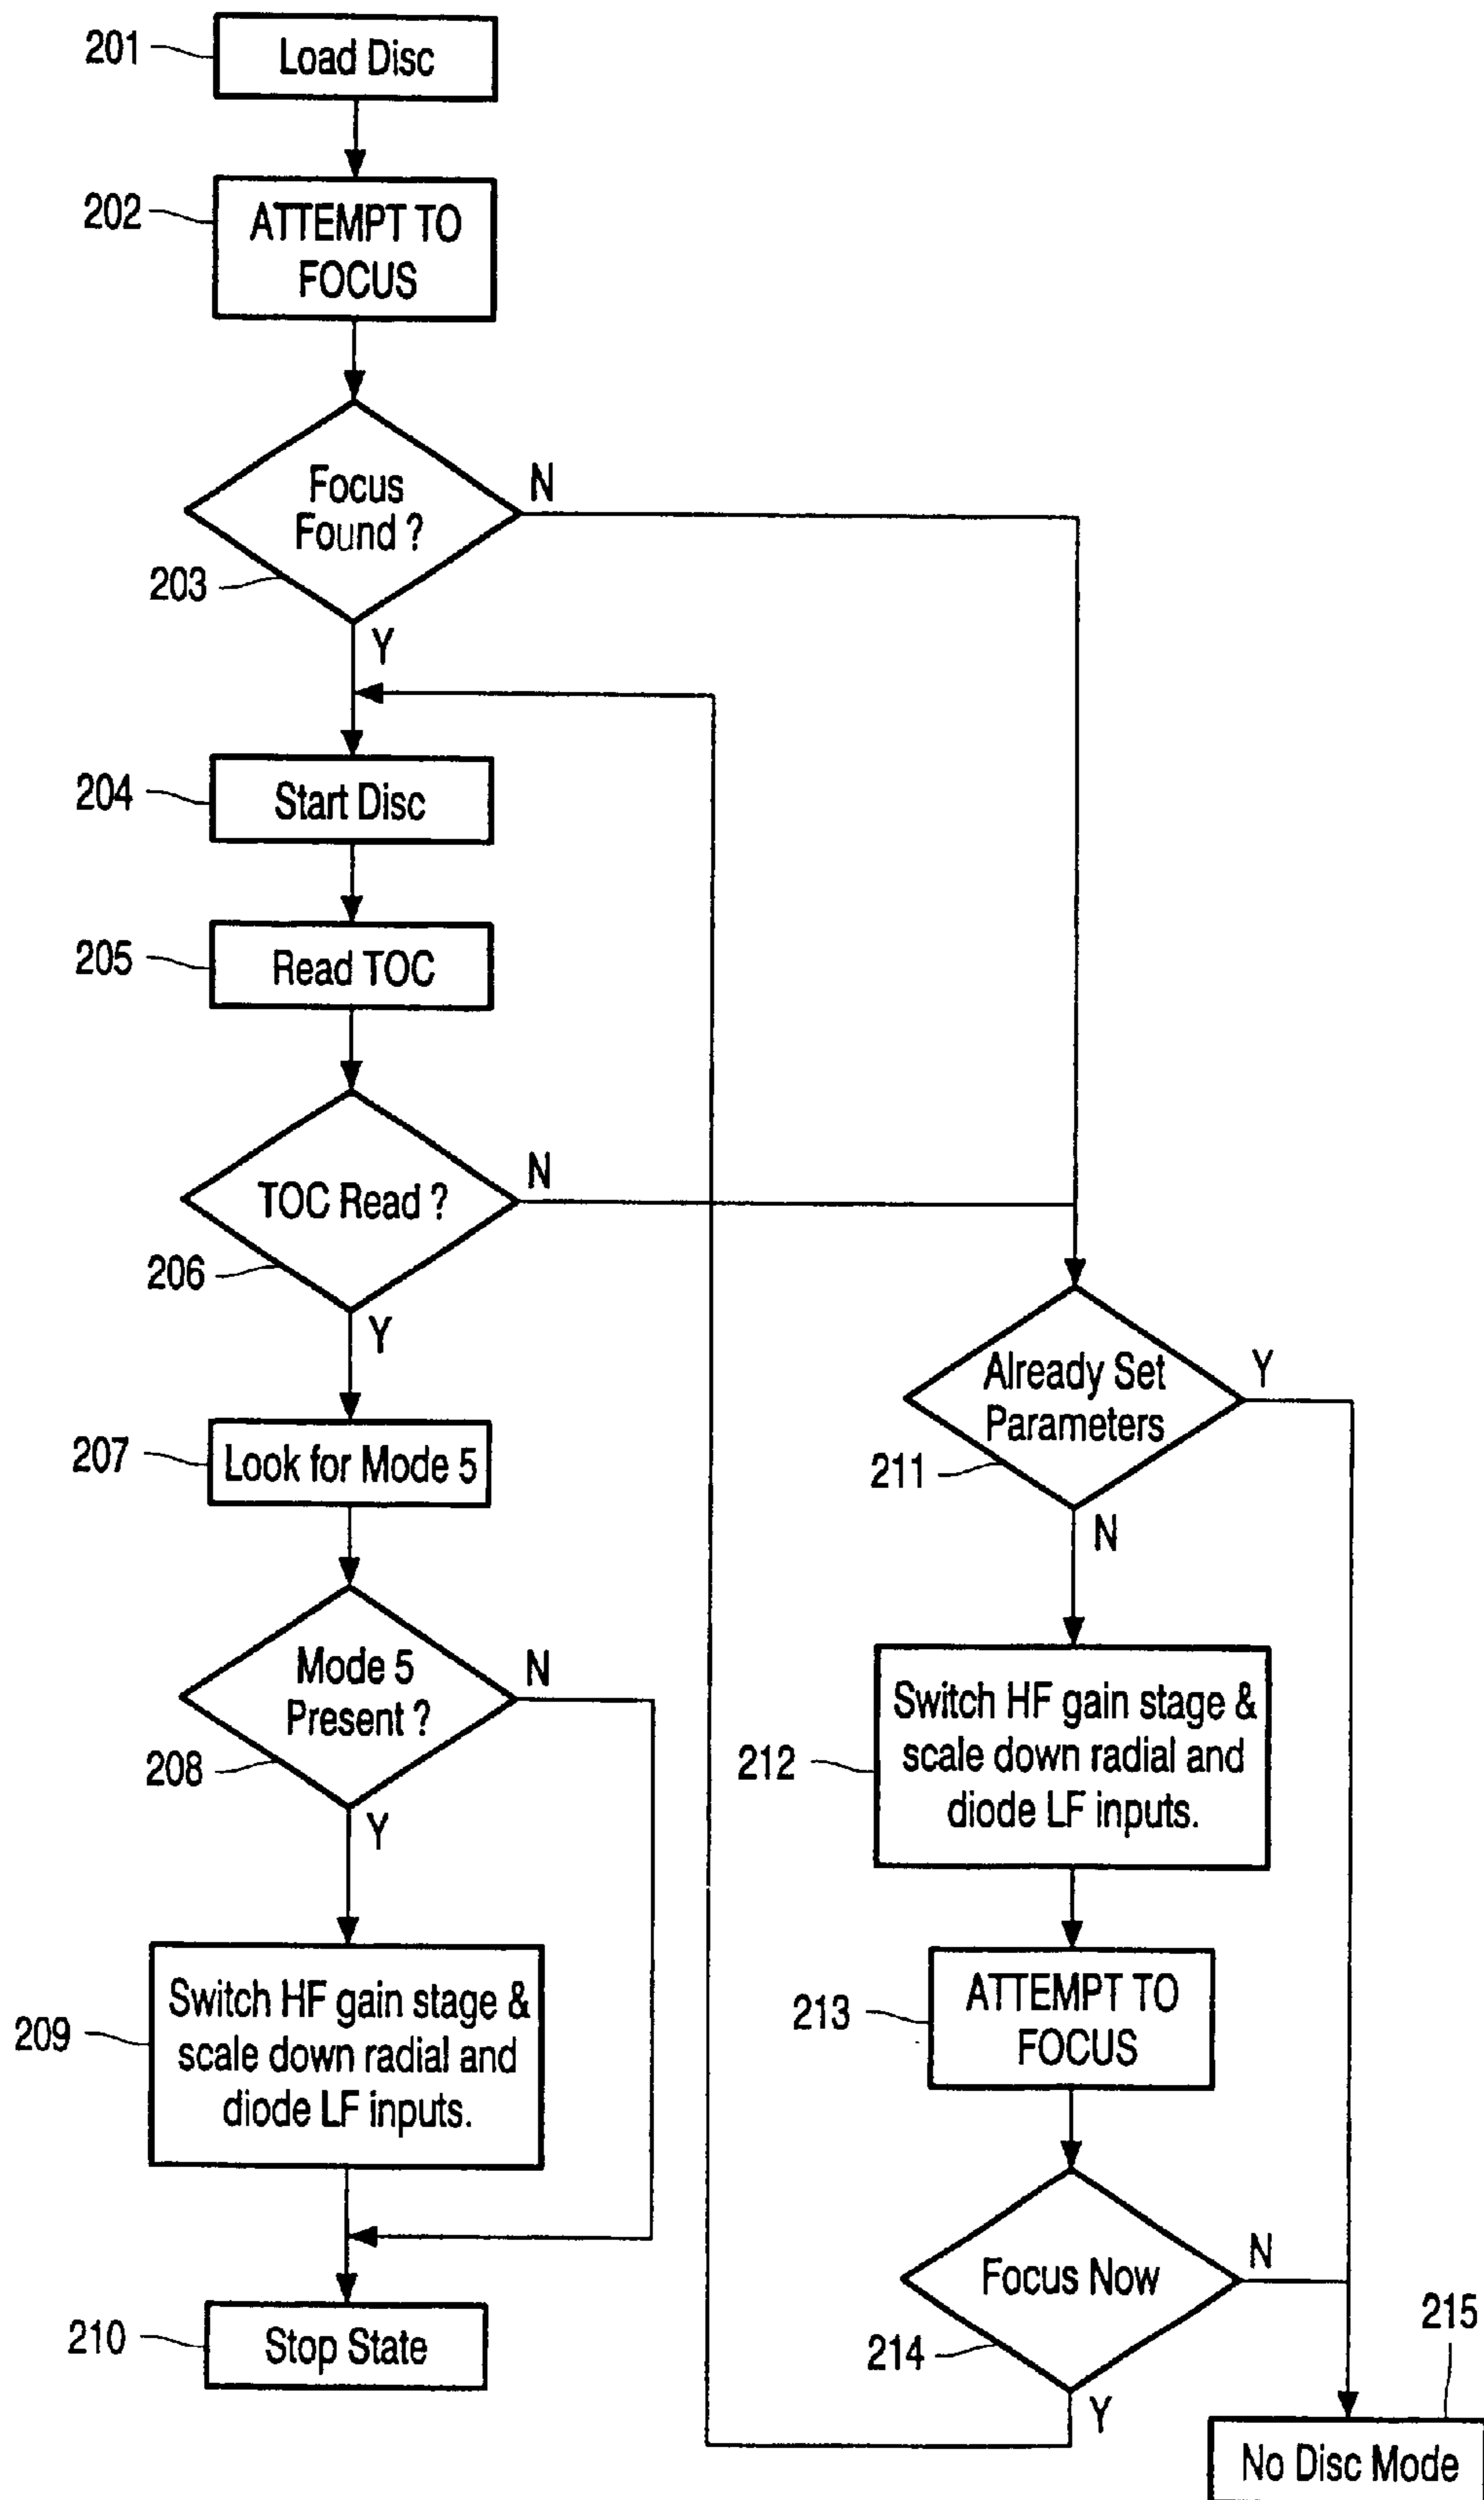 201
Load Disc
202
ATTEMPT TO
FOCUS
Focus
Found ?
N
203
Y
204
Start Disc
205
Read TOC
TOC Read ?
N
206
Y
207
Look for Mode 5
Mode 5
Present ?
N
208
Y
209
Switch HF gain stage &
scale down radial and
diode LF inputs.
210
Stop State
Already Set
Parameters
Y
211
N
212
Switch HF gain stage &
scale down radial and
diode LF inputs.
213
ATTEMPT TO
FOCUS
Focus Now
N
214
Y
215
No Disc Mode